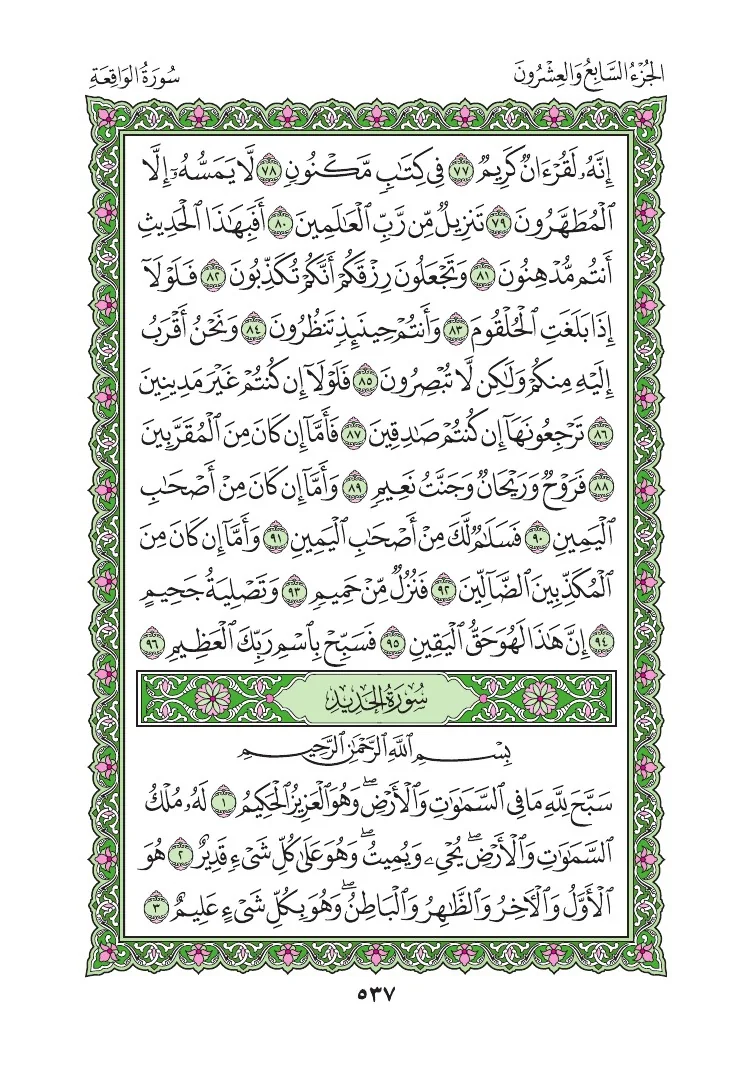 الجُزْءُ السَّابِعُ وَالعِشْرُونَ
سُورَةُ الوَاقِعَةِ
إِنَّهُۥ لَقُرْءَانٌ كَرِيمٌ ٧٧ فِى كِتَٰبٍ مَّكْنُونٍ ٧٨ لَّا يَمَسُّهُۥٓ إِلَّا
ٱلْمُطَهَّرُونَ ٧٩ تَنزِيلٌ مِّن رَّبِّ ٱلْعَٰلَمِينَ ٨٠ أَفَبِهَٰذَا ٱلْحَدِيثِ
أَنتُم مُّدْهِنُونَ ٨١ وَتَجْعَلُونَ رِزْقَكُمْ أَنَّكُمْ تُكَذِّبُونَ ٨٢ فَلَوْلَآ
إِذَا بَلَغَتِ ٱلْحُلْقُومَ ٨٣ وَأَنتُمْ حِينَئِذٍ تَنظُرُونَ ٨٤ وَنَحْنُ أَقْرَبُ
إِلَيْهِ مِنكُمْ وَلَٰكِن لَّا تُبْصِرُونَ ٨٥ فَلَوْلَآ إِن كُنتُمْ غَيْرَ مَدِينِينَ
٨٦ تَرْجِعُونَهَآ إِن كُنتُمْ صَٰدِقِينَ ٨٧ فَأَمَّآ إِن كَانَ مِنَ ٱلْمُقَرَّبِينَ
٨٨ فَرَوْحٌ وَرَيْحَانٌ وَجَنَّتُ نَعِيمٍ ٨٩ وَأَمَّآ إِن كَانَ مِنْ أَصْحَٰبِ
ٱلْيَمِينِ ٩٠ فَسَلَٰمٌ لَّكَ مِنْ أَصْحَٰبِ ٱلْيَمِينِ ٩١ وَأَمَّآ إِن كَانَ مِنَ
ٱلْمُكَذِّبِينَ ٱلضَّآلِّينَ ٩٢ فَنُزُلٌ مِّنْ حَمِيمٍ ٩٣ وَتَصْلِيَةُ جَحِيمٍ
٩٤ إِنَّ هَٰذَا لَهُوَ حَقُّ ٱلْيَقِينِ ٩٥ فَسَبِّحْ بِٱسْمِ رَبِّكَ ٱلْعَظِيمِ ٩٦
سُورَةُ الحَدِيدِ
بِسْمِ ٱللَّهِ ٱلرَّحْمَٰنِ ٱلرَّحِيمِ
سَبَّحَ لِلَّهِ مَا فِى ٱلسَّمَٰوَٰتِ وَٱلْأَرْضِ ۖ وَهُوَ ٱلْعَزِيزُ ٱلْحَكِيمُ ١ لَهُۥ مُلْكُ
ٱلسَّمَٰوَٰتِ وَٱلْأَرْضِ ۖ يُحْىِۦ وَيُمِيتُ ۖ وَهُوَ عَلَىٰ كُلِّ شَىْءٍ قَدِيرٌ ٢ هُوَ
ٱلْأَوَّلُ وَٱلْءَاخِرُ وَٱلظَّٰهِرُ وَٱلْبَاطِنُ ۖ وَهُوَ بِكُلِّ شَىْءٍ عَلِيمٌ ٣
٥٣٧